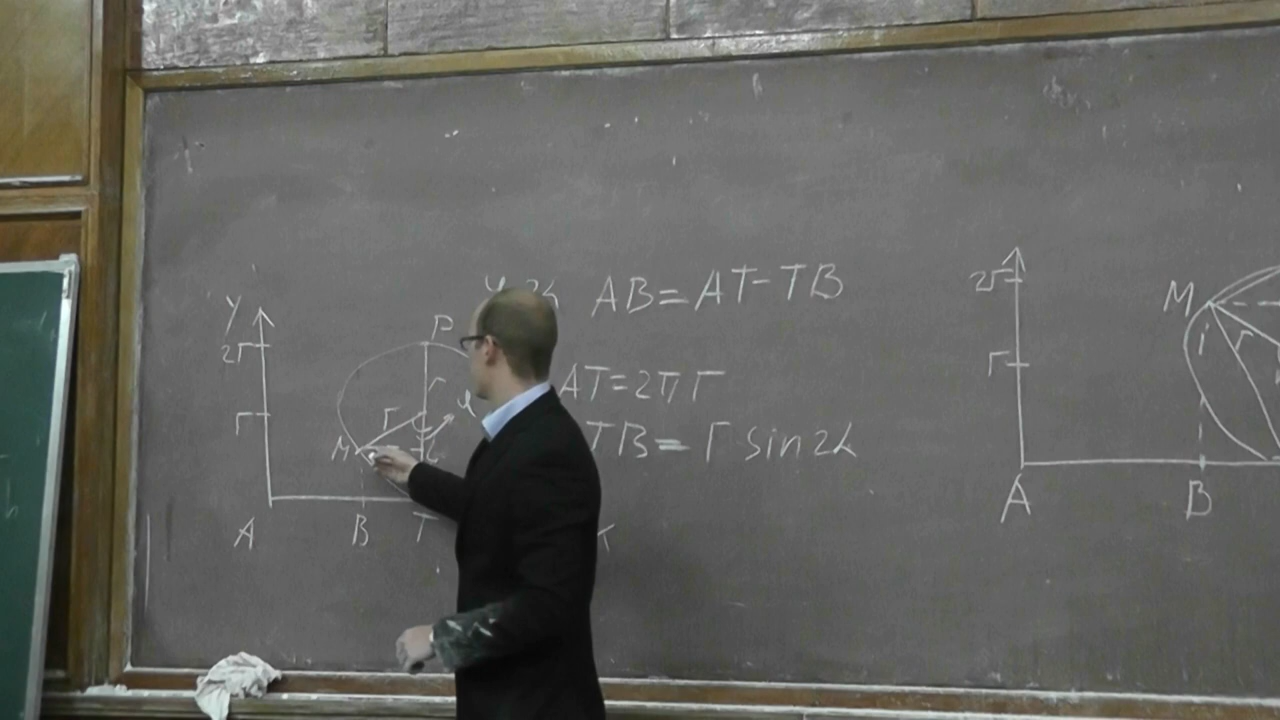 AB=AT-TB
AT=2πr
TB=r sin2α
y
2r
r
M
r
P
r
α
A
B
T
x
2r
r
M
r
A
B